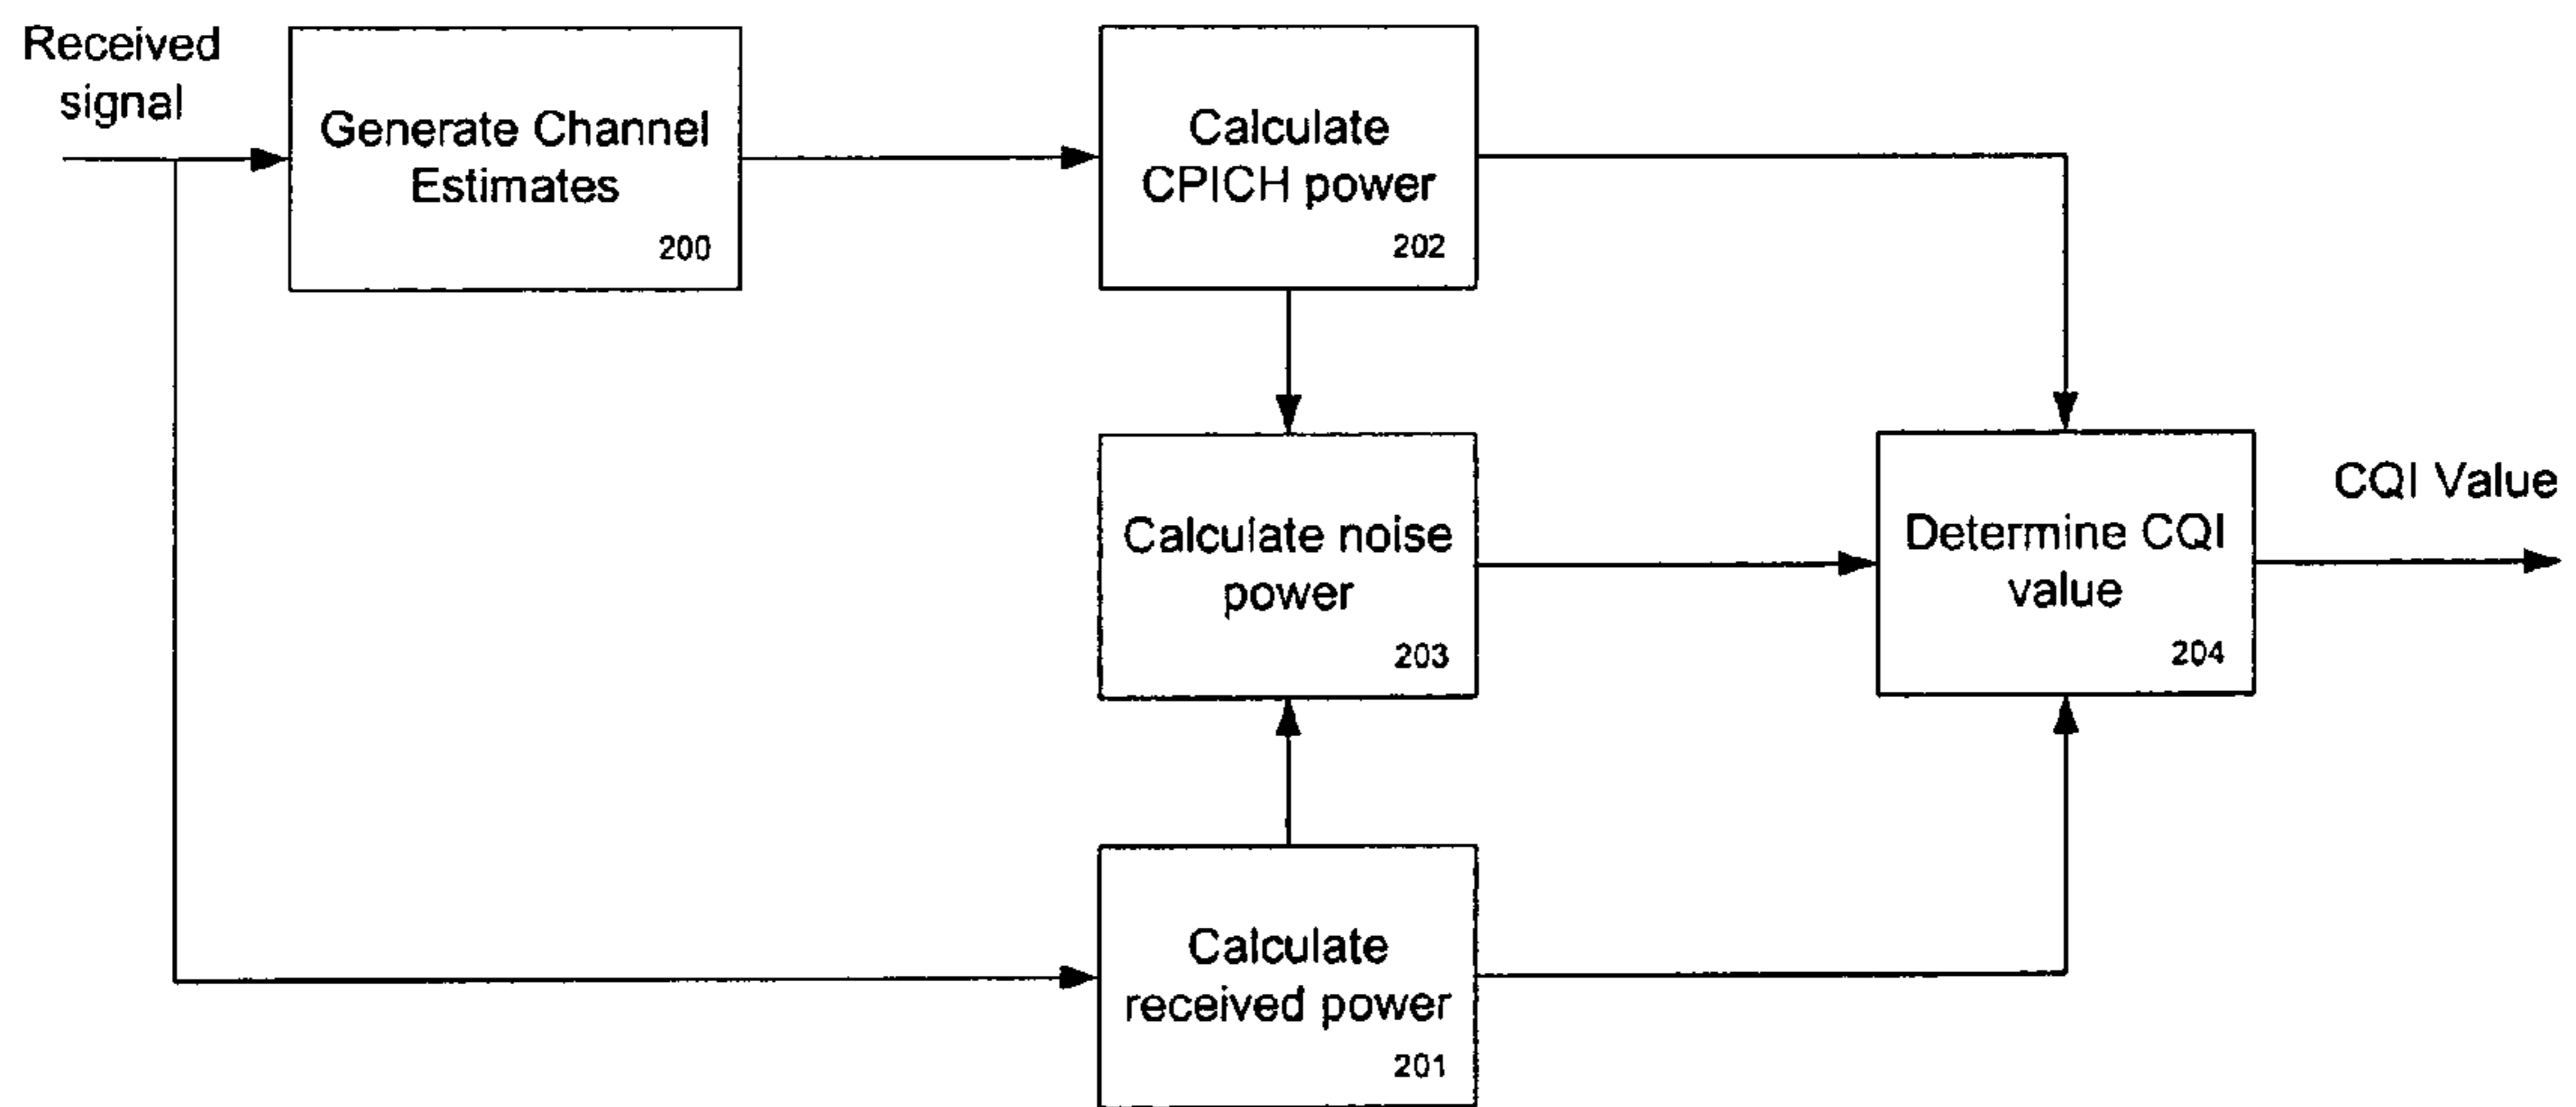 Received
signal
Generate Channel
Estimates
200
Calculate
CPICH power
202
Calculate noise
power
203
Determine CQI
value
204
CQI Value
Calculate
received power
201